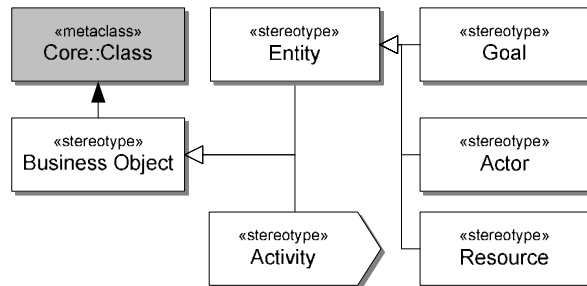 «metaclass»
Core::Class
«stereotype»
Entity
«stereotype»
Goal
«stereotype»
Business Object
«stereotype»
Actor
«stereotype»
Activity
«stereotype»
Resource